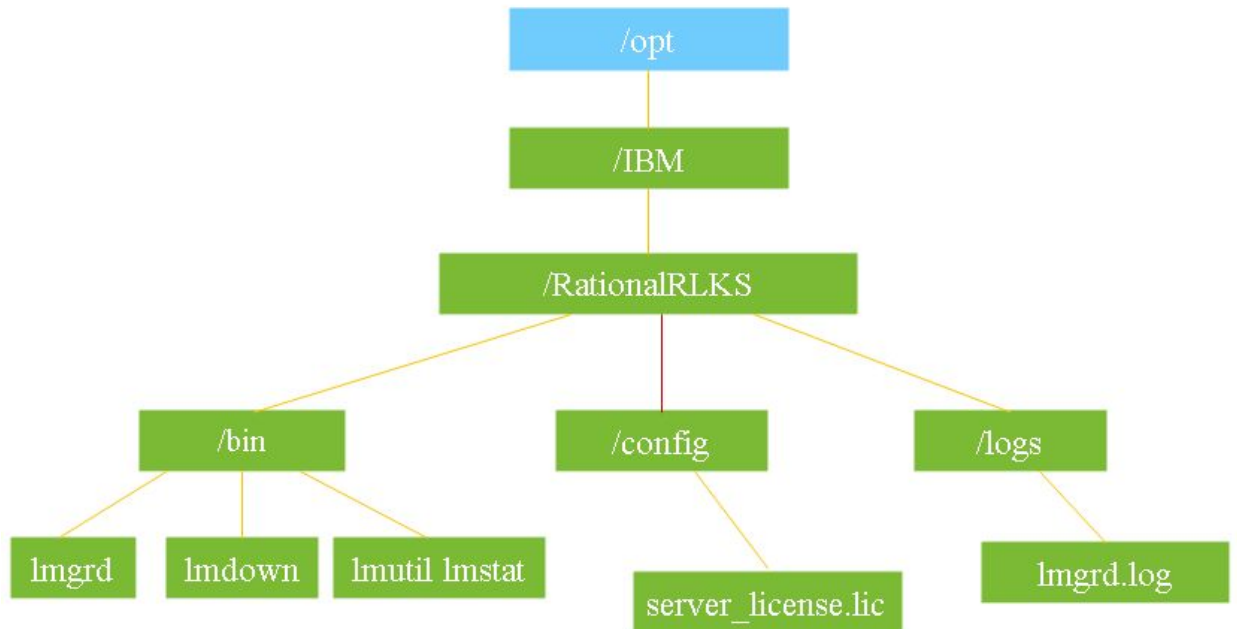 /opt
/IBM
/RationalRLKS
/bin
/config
/logs
lmgrd
lmdown
lmutil lmstat
server_license.lic
lmgrd.log